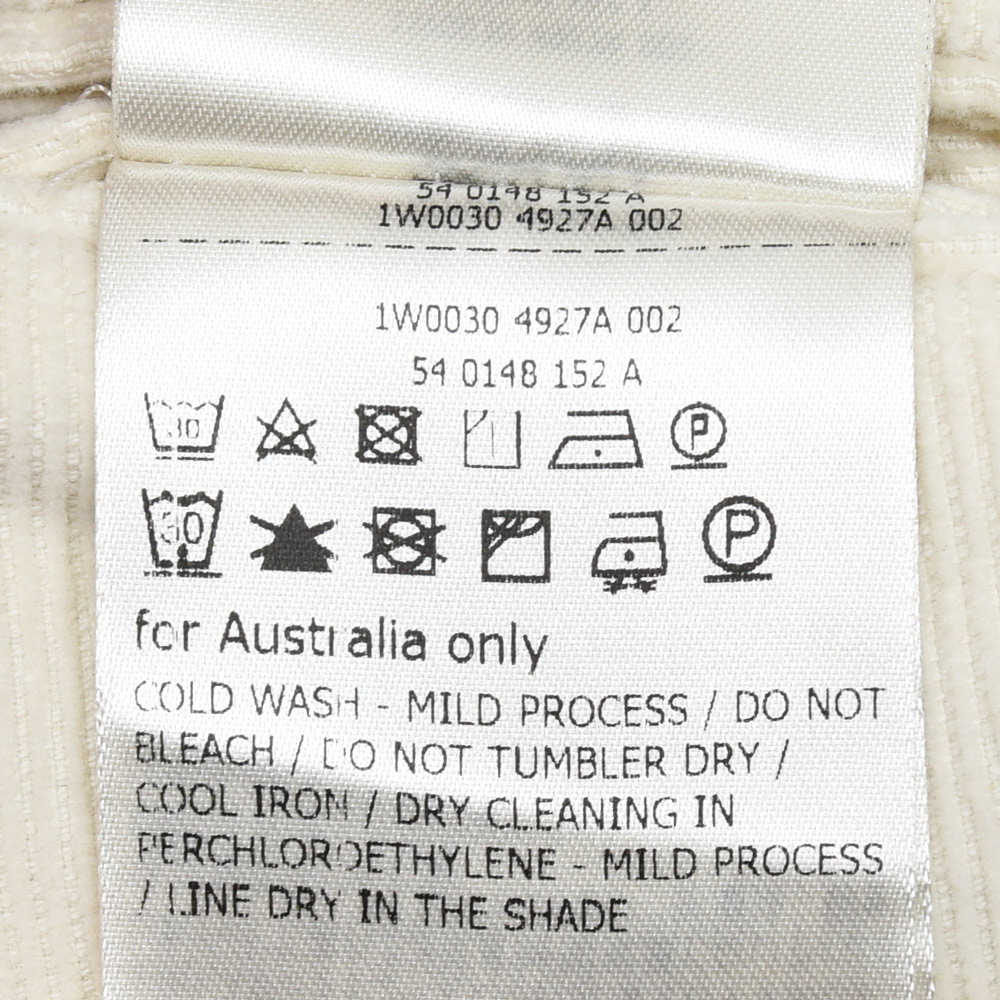 54 0148 152 A
1W0030 4927A 002
1W0030 4927A 002
54 0148 152 A
30 P
30 P
for Australia only
COLD WASH - MILD PROCESS / DO NOT
BLEACH / DO NOT TUMBLER DRY /
COOL IRON / DRY CLEANING IN
PERCHLOROETHYLENE - MILD PROCESS
/ LINE DRY IN THE SHADE